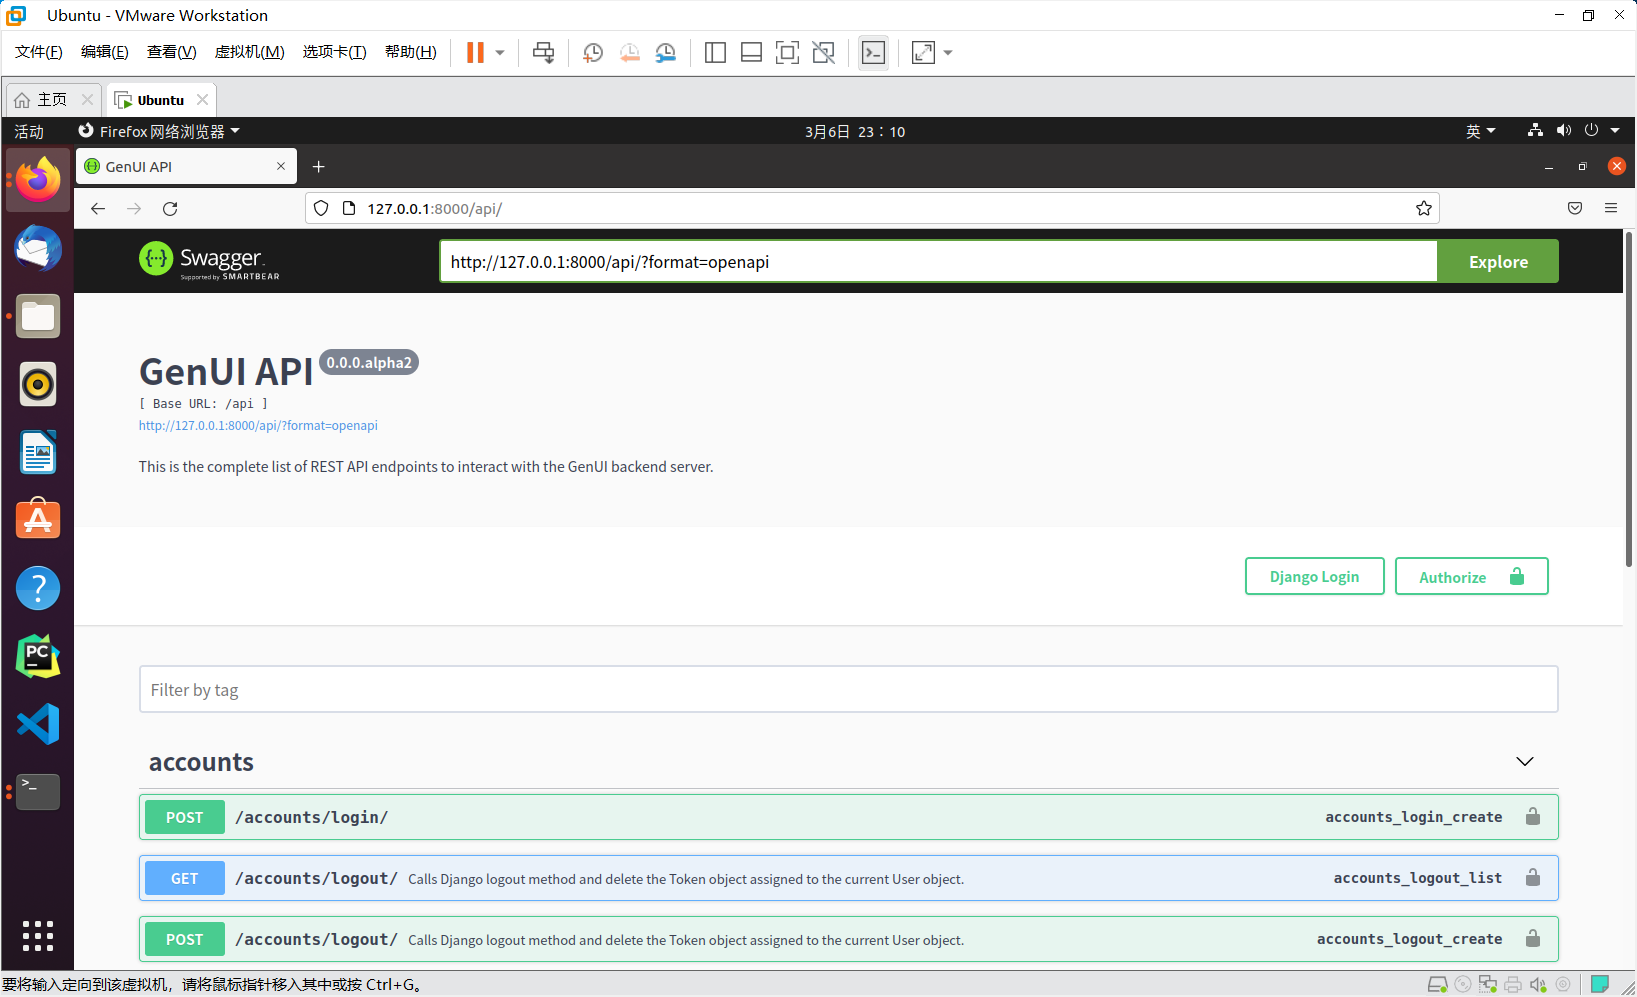 Ubuntu - VMware Workstation
文件(F) 编辑(E) 查看(V) 虚拟机(M) 选项卡(T) 帮助(H)
主页 Ubuntu
活动 Firefox 网络浏览器 3月6日 23：10 英
GenUI API
127.0.0.1:8000/api/
Swagger.
Supported by SMARTBEAR
http://127.0.0.1:8000/api/?format=openapi Explore
GenUI API 0.0.0.alpha2
[ Base URL: /api ]
http://127.0.0.1:8000/api/?format=openapi
This is the complete list of REST API endpoints to interact with the GenUI backend server.
Django Login Authorize
Filter by tag
accounts
POST /accounts/login/ accounts_login_create
GET /accounts/logout/ Calls Django logout method and delete the Token object assigned to the current User object. accounts_logout_list
POST /accounts/logout/ Calls Django logout method and delete the Token object assigned to the current User object. accounts_logout_create
PC
要将输入定向到该虚拟机，请将鼠标指针移入其中或按 Ctrl+G。